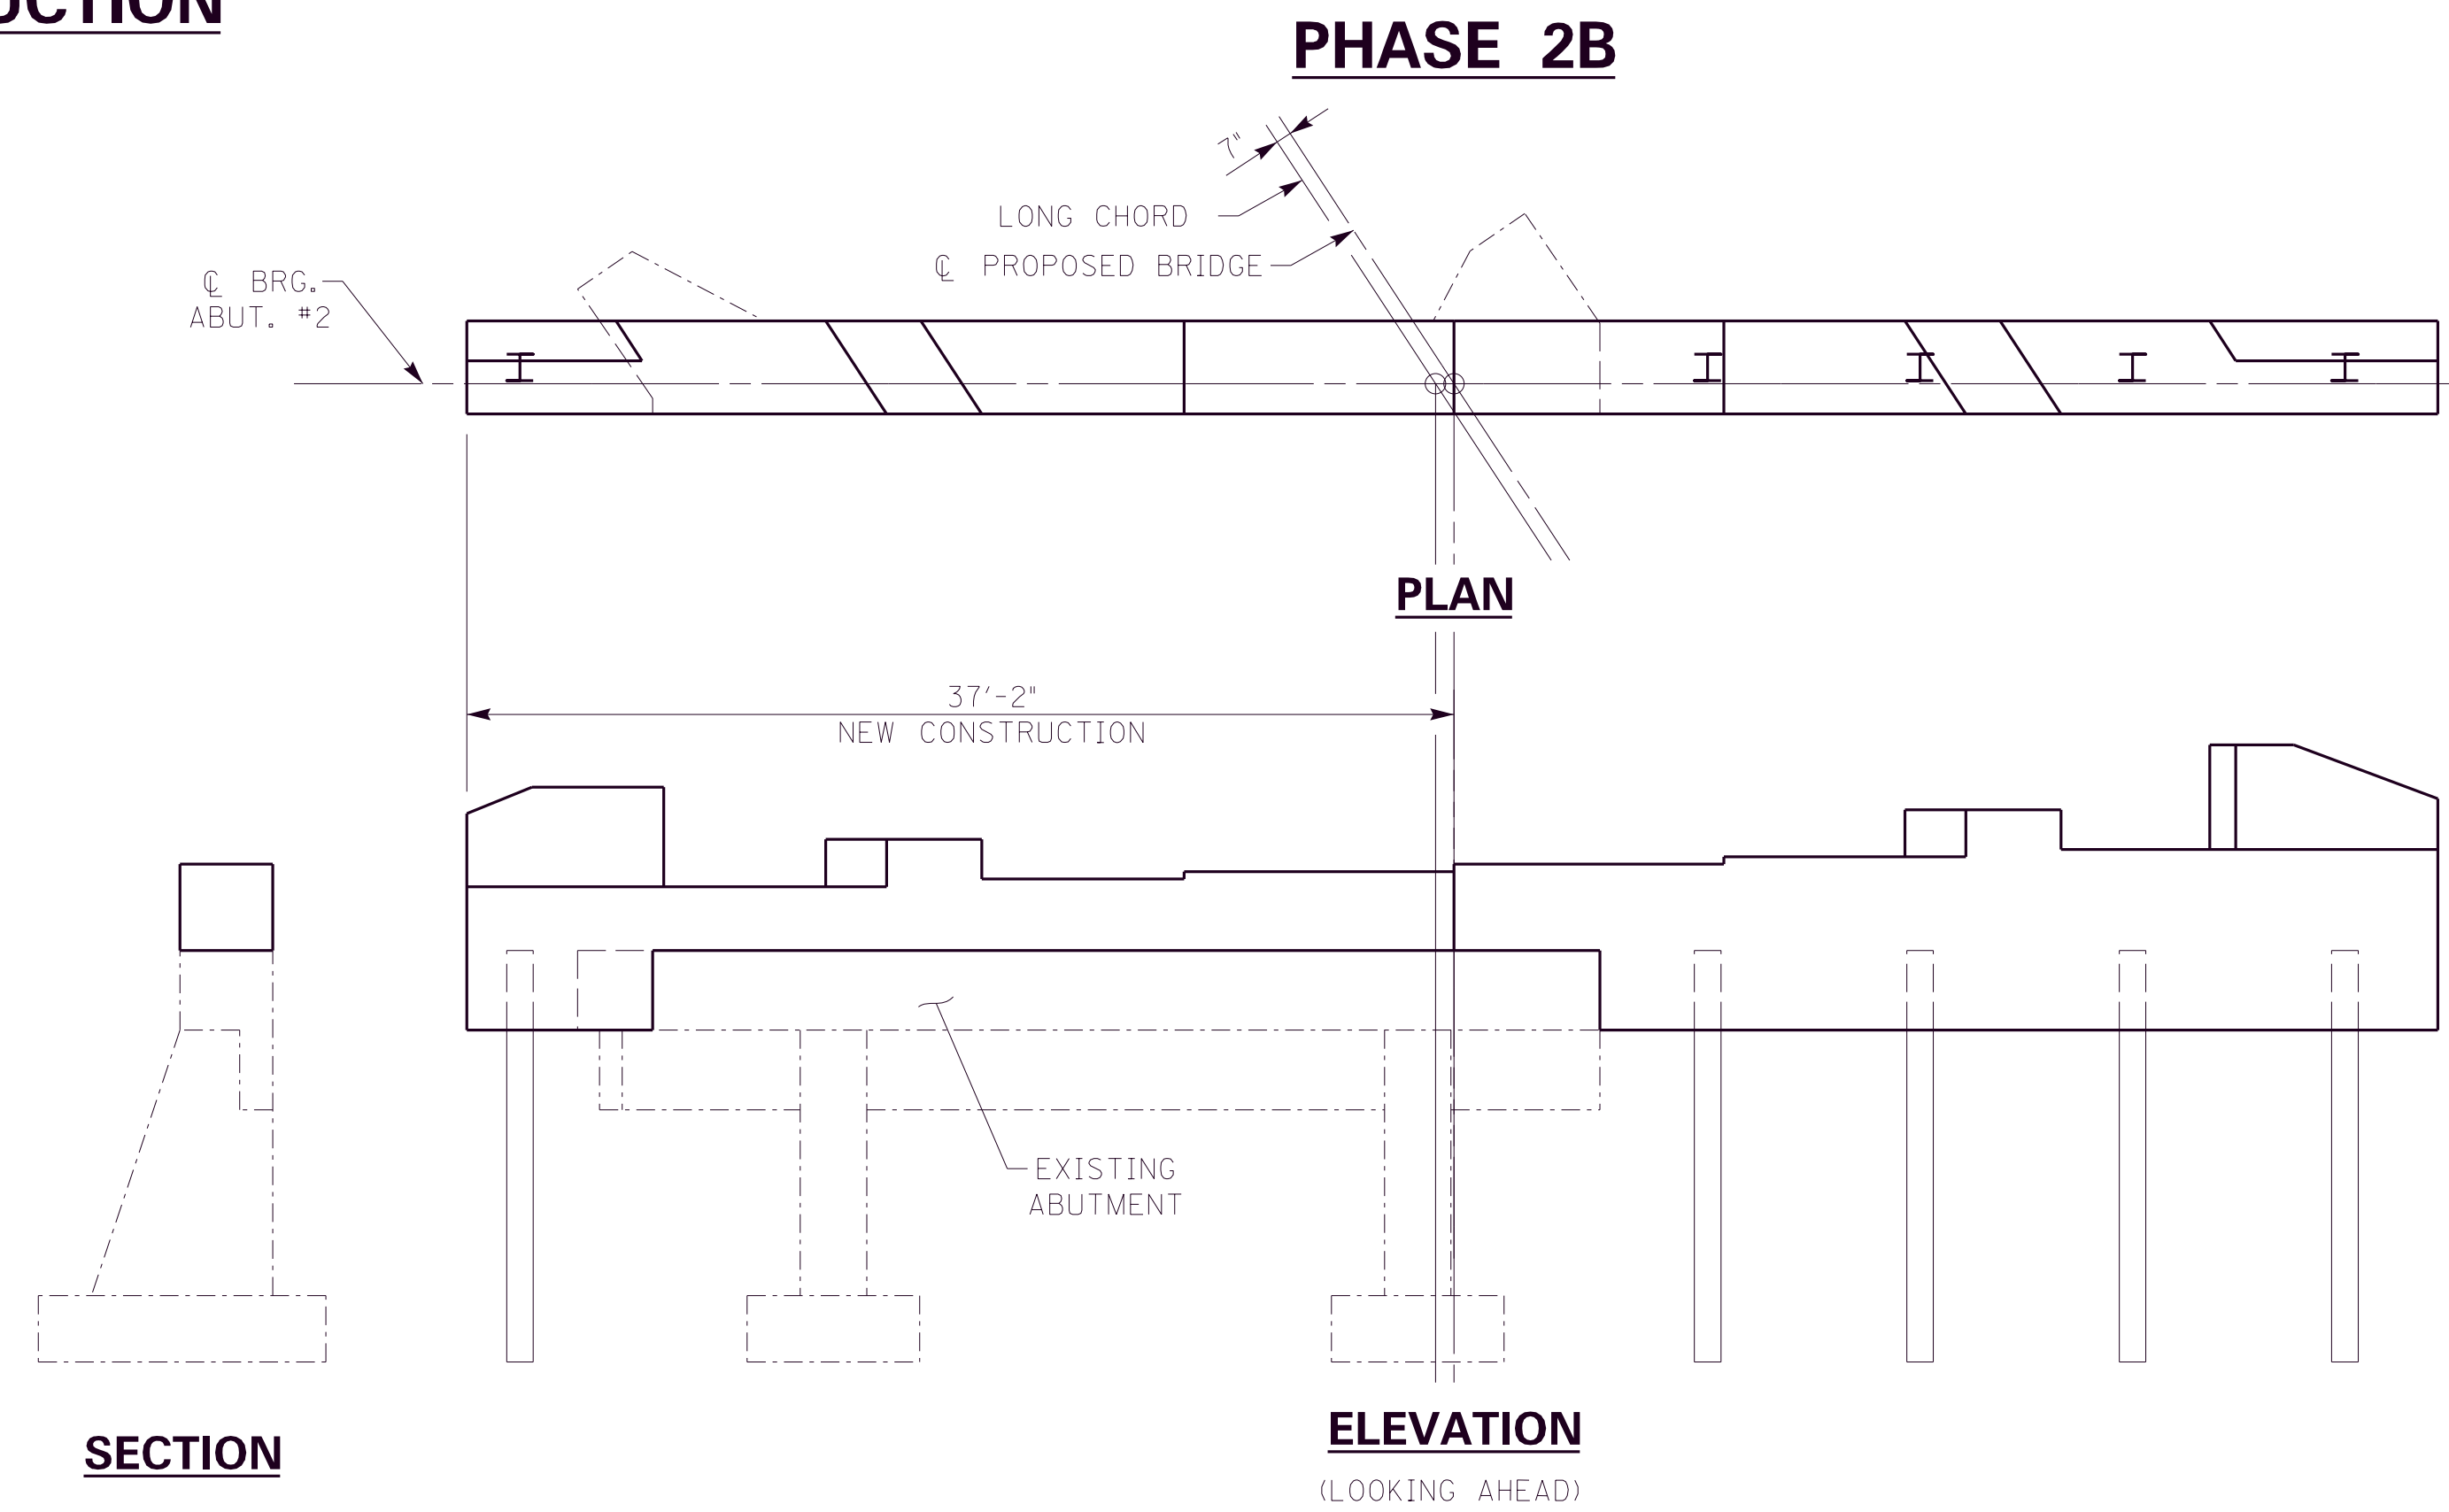 PHASE 2B
7"
LONG CHORD
℄ PROPOSED BRIDGE
℄ BRG.
ABUT. #2
PLAN
37'-2"
NEW CONSTRUCTION
EXISTING
ABUTMENT
SECTION
ELEVATION
(LOOKING AHEAD)